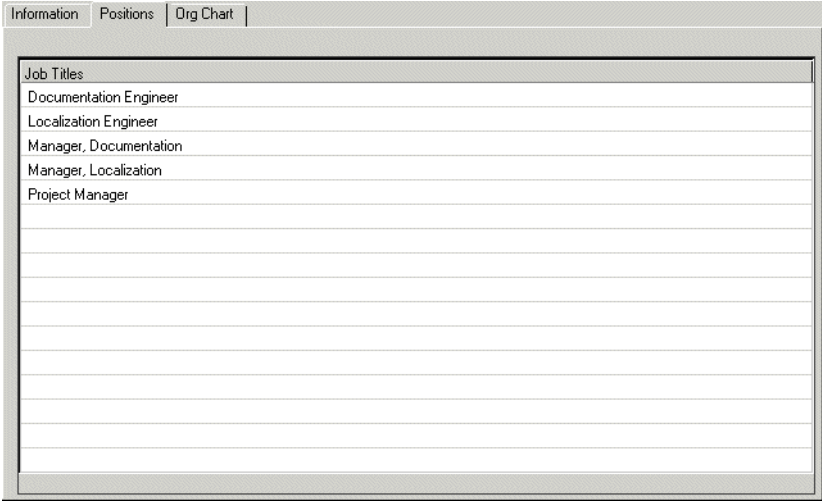 Information Positions Org Chart
Job Titles
Documentation Engineer
Localization Engineer
Manager, Documentation
Manager, Localization
Project Manager